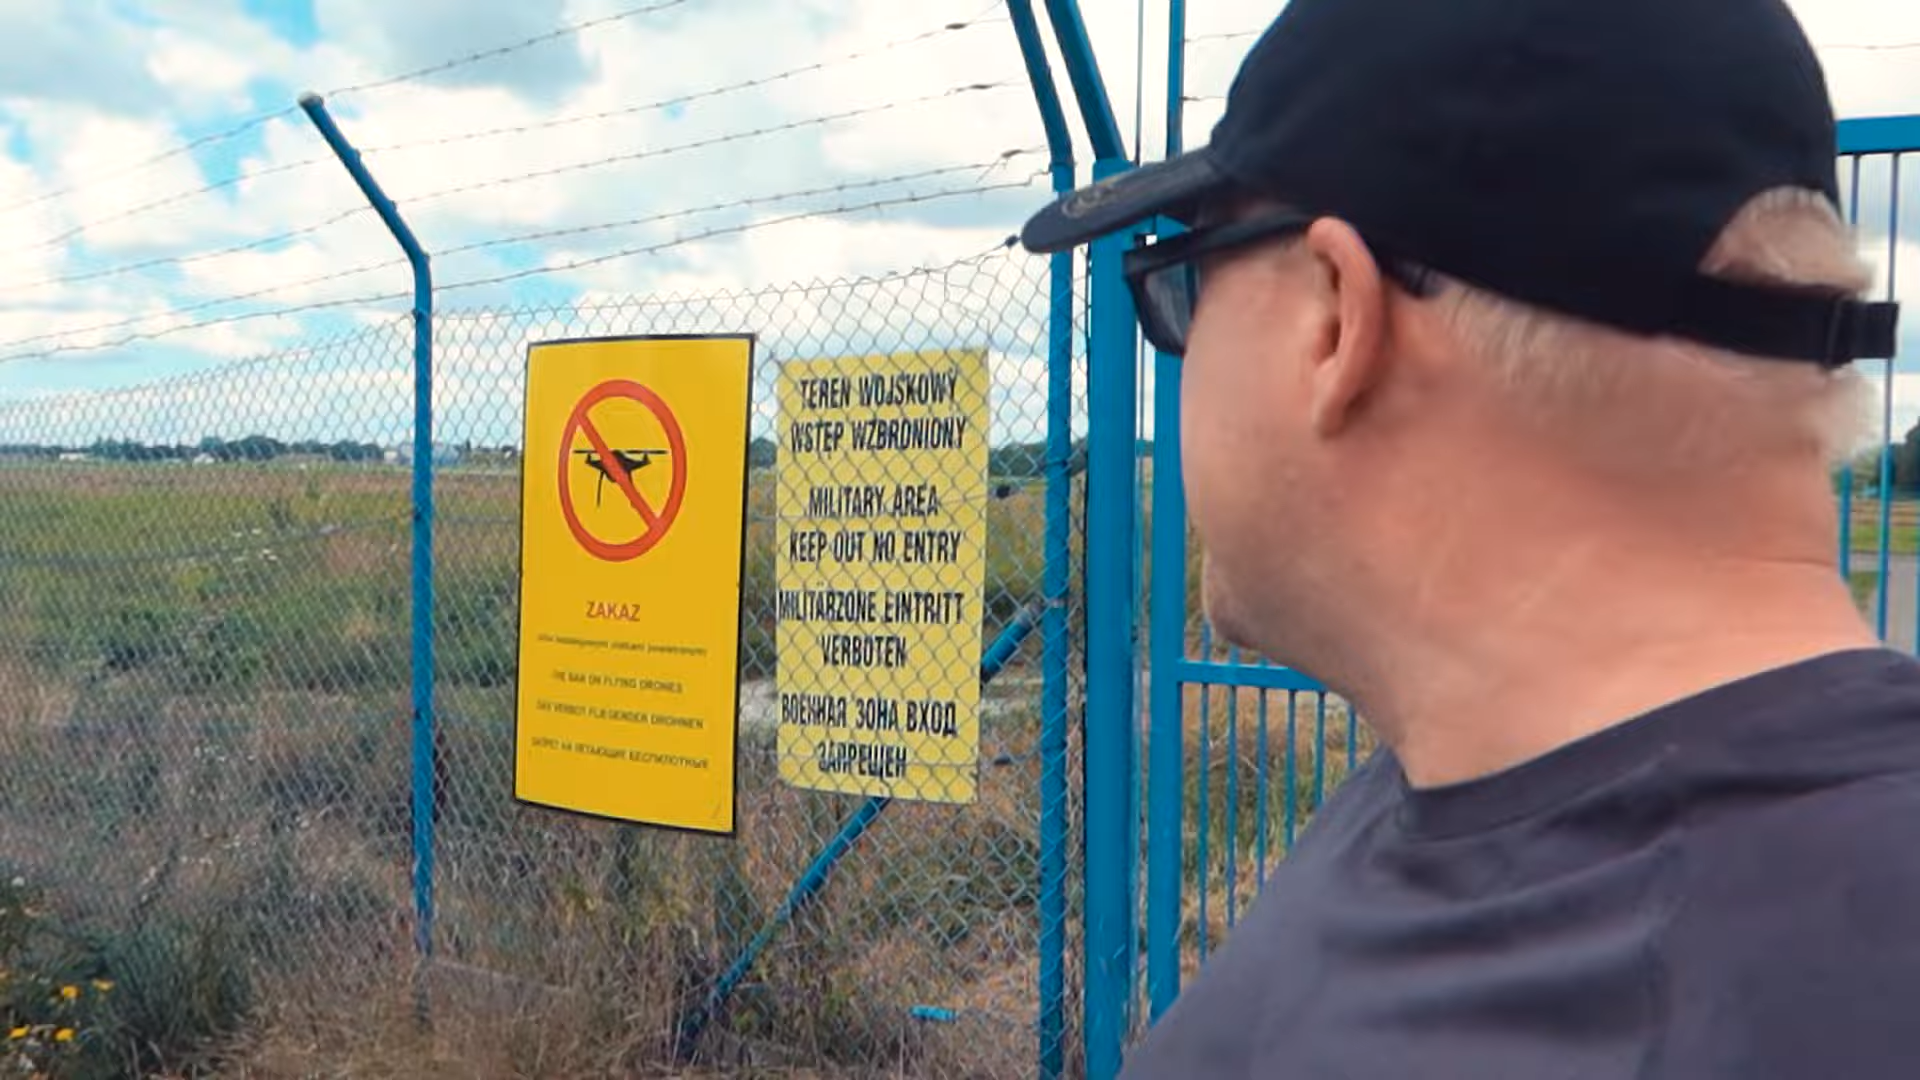 ZAKAZ
THE BAN ON FLYING DRONES
DAS VERBOT FLIEGENDER DROHNEN
ЗАПРЕТ НА ЛЕТАЮЩИЕ БЕСПИЛОТНЫЕ
TEREN WOJSKOWY
WSTĘP WZBRONIONY
MILITARY AREA
KEEP OUT NO ENTRY
MILITÄRZONE EINTRITT
VERBOTEN
ВОЕННАЯ ЗОНА ВХОД
ЗАПРЕЩЕН